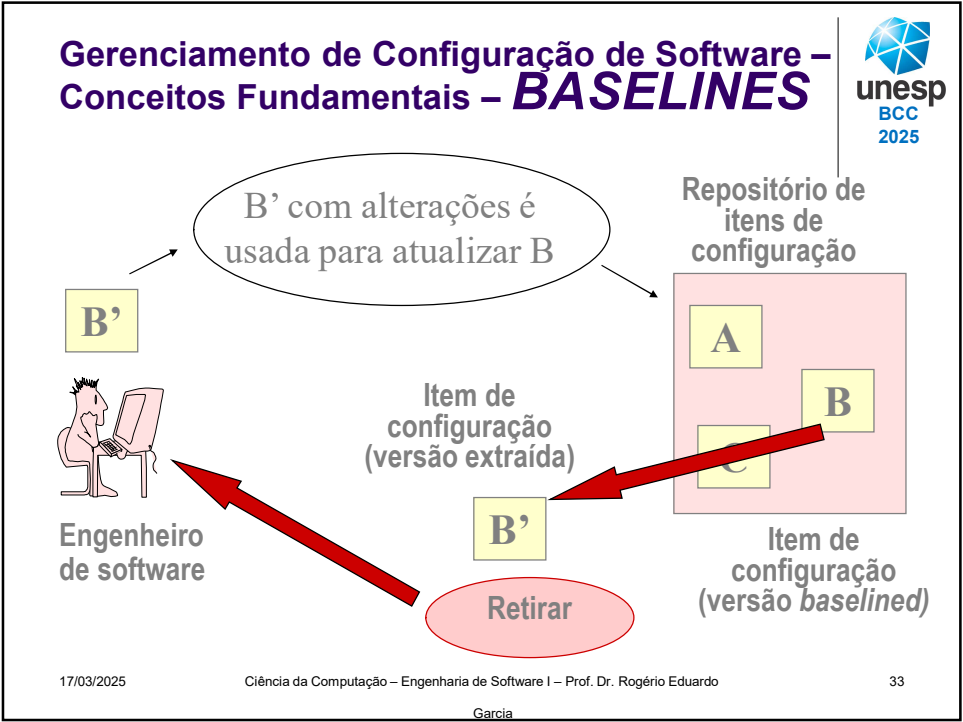 Gerenciamento de Configuração de Software –
Conceitos Fundamentais – BASELINES
unesp
BCC
2025
B’ com alterações é
usada para atualizar B
Repositório de
itens de
configuração
B’
A
B
C
Item de
configuração
(versão extraída)
B’
Engenheiro
de software
Item de
configuração
(versão baselined)
Retirar
17/03/2025
Ciência da Computação – Engenharia de Software I – Prof. Dr. Rogério Eduardo
Garcia
33